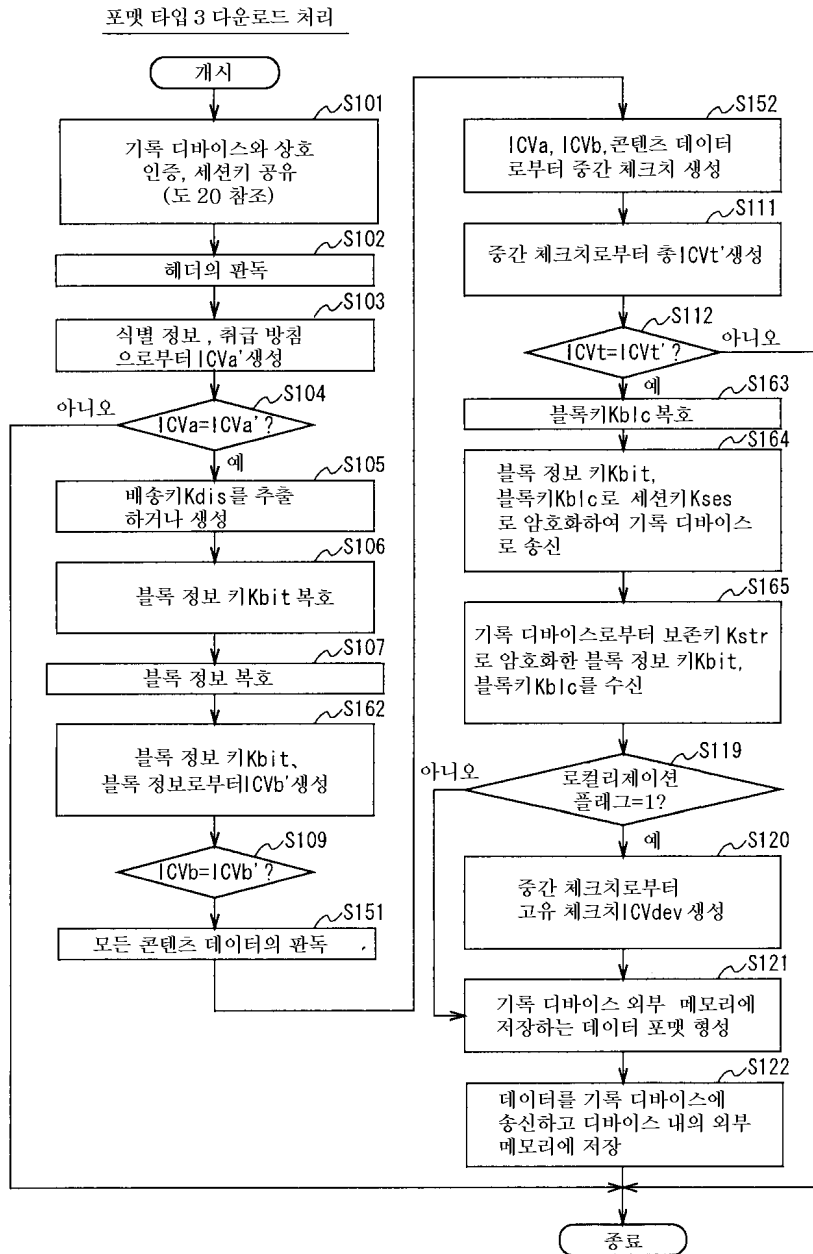 포맷 타입 3 다운로드 처리
개시
S101
기록 디바이스와 상호
인증, 세션키 공유
(도 20 참조)
S102
헤더의 판독
S103
식별 정보 , 취급 방침
으로부터 ICVa' 생성
S104
아니오
ICVa=ICVa' ?
예
S105
배송키Kdis를 추출
하거나 생성
S106
블록 정보 키Kbit 복호
S107
블록 정보 복호
S162
블록 정보 키Kbit、
블록 정보로부터ICVb' 생성
S109
ICVb=ICVb' ?
S151
모든 콘텐츠 데이터의 판독
S152
ICVa, ICVb,콘텐츠 데이터
로부터 중간 체크치 생성
S111
중간 체크치로부터 총ICVt' 생성
S112
아니오
ICVt=ICVt' ?
예
S163
블록키Kblc 복호
S164
블록 정보 키Kbit,
블록키Kblc로 세션키Kses
로 암호화하여 기록 디바이스
로 송신
S165
기록 디바이스로부터 보존키 Kstr
로 암호화한 블록 정보 키Kbit,
블록키Kblc를 수신
S119
아니오
로컬리제이션
플래그=1?
예
S120
중간 체크치로부터
고유 체크치ICVdev 생성
S121
기록 디바이스 외부 메모리에
저장하는 데이터 포맷 형성
S122
데이터를 기록 디바이스에
송신하고 디바이스 내의 외부
메모리에 저장
종료